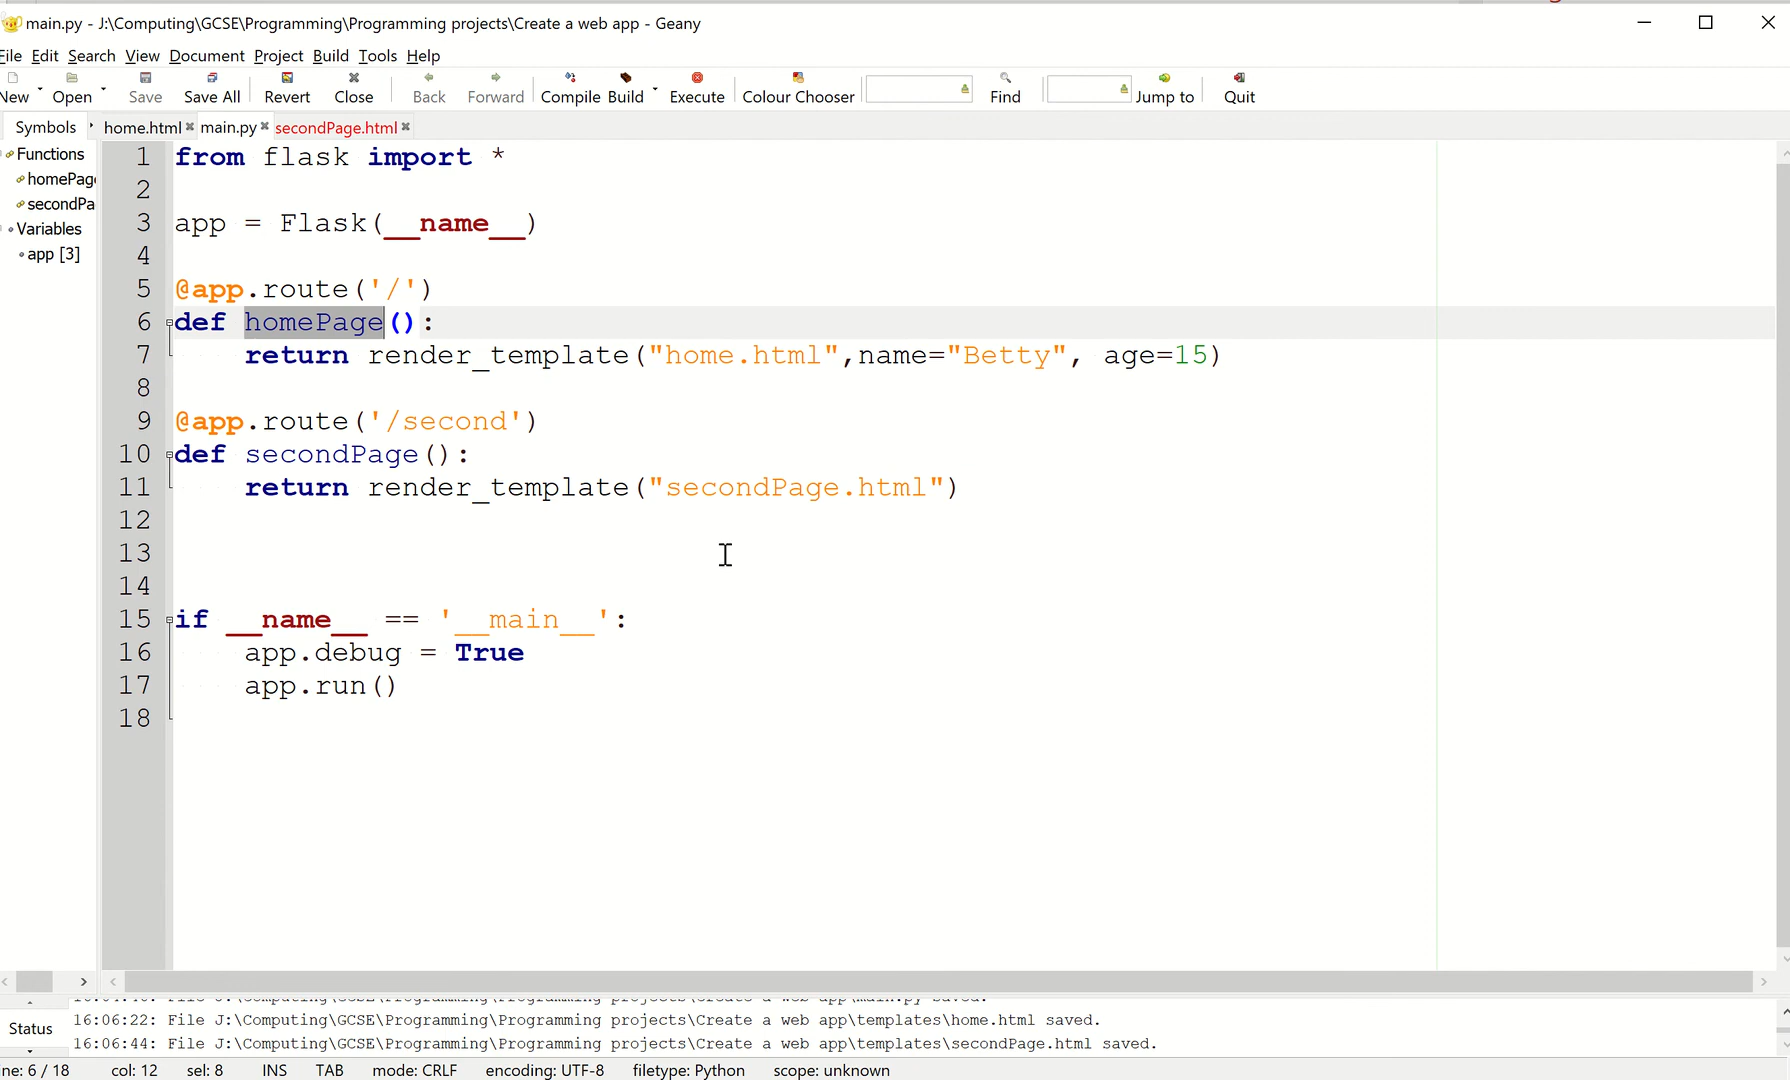 main.py - J:\Computing\GCSE\Programming\Programming projects\Create a web app - Geany
File Edit Search View Document Project Build Tools Help
New Open Save Save All Revert Close Back Forward Compile Build Execute Colour Chooser Find Jump to Quit
Symbols home.html main.py secondPage.html
Functions
homePage
secondPa
Variables
app [3]
1 from flask import *
2
3 app = Flask(__name__)
4
5 @app.route('/')
6 def homePage():
7 return render_template("home.html",name="Betty", age=15)
8
9 @app.route('/second')
10 def secondPage():
11 return render_template("secondPage.html")
12
13
14
15 if __name__ == '__main__':
16 app.debug = True
17 app.run()
18
Status
16:06:22: File J:\Computing\GCSE\Programming\Programming projects\Create a web app\templates\home.html saved.
16:06:44: File J:\Computing\GCSE\Programming\Programming projects\Create a web app\templates\secondPage.html saved.
ne: 6 / 18 col: 12 sel: 8 INS TAB mode: CRLF encoding: UTF-8 filetype: Python scope: unknown